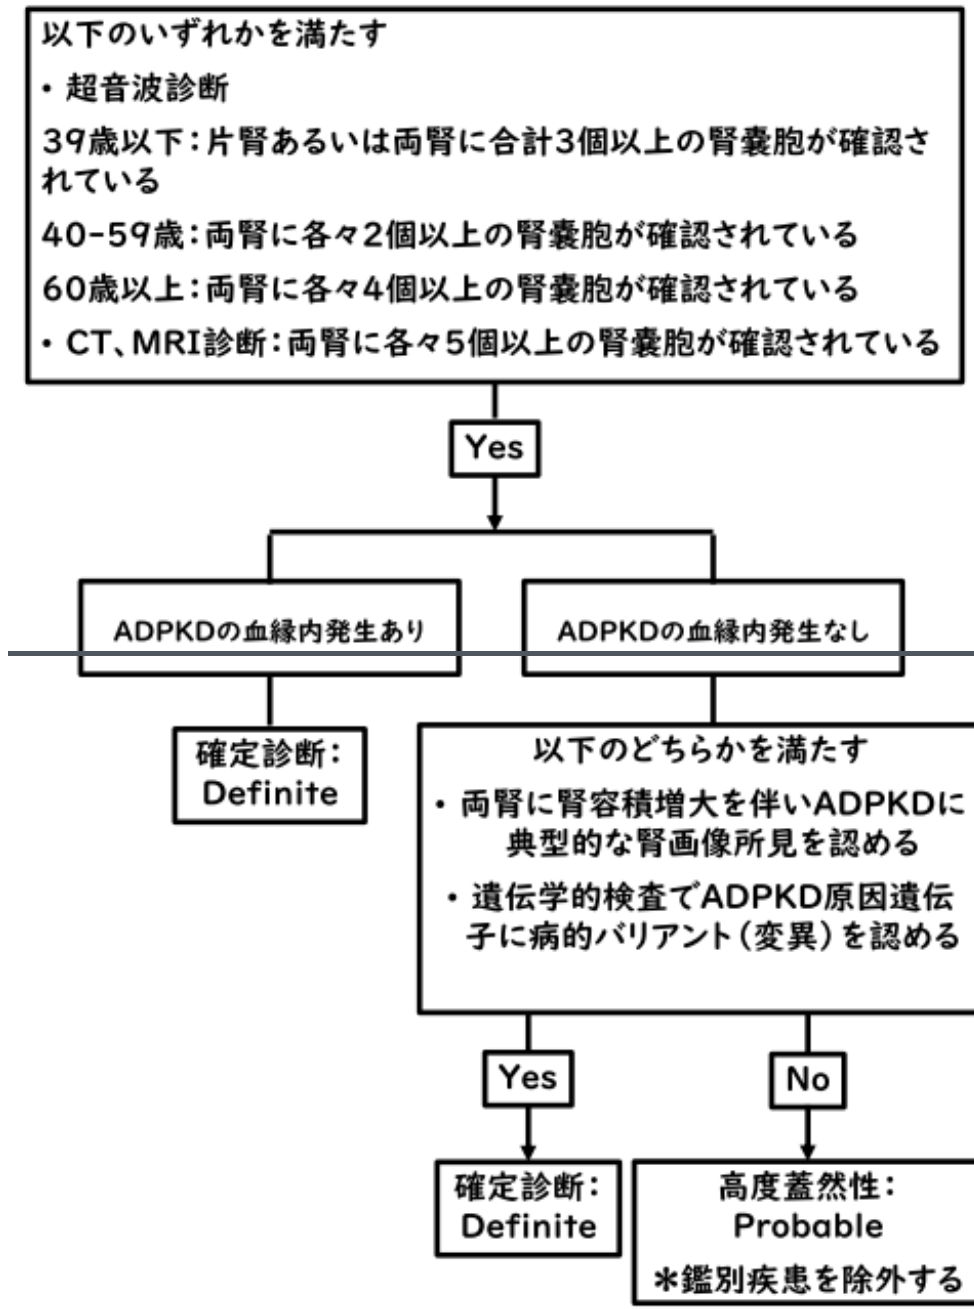 以下のいずれかを満たす
・ 超音波診断
39歳以下：片腎あるいは両腎に合計3個以上の腎嚢胞が確認さ
れている
40-59歳：両腎に各々2個以上の腎嚢胞が確認されている
60歳以上：両腎に各々4個以上の腎嚢胞が確認されている
・ CT、MRI診断：両腎に各々5個以上の腎嚢胞が確認されている
Yes
ADPKDの血縁内発生あり
ADPKDの血縁内発生なし
確定診断：
Definite
以下のどちらかを満たす
・ 両腎に腎容積増大を伴いADPKDに
典型的な腎画像所見を認める
・ 遺伝学的検査でADPKD原因遺伝
子に病的バリアント（変異）を認める
Yes
No
確定診断：
Definite
高度蓋然性：
Probable
＊鑑別疾患を除外する